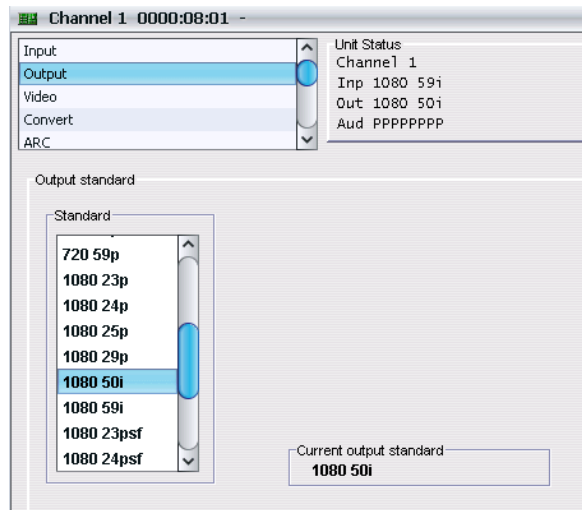 Channel 1 0000:08:01 -
Input
Output
Video
Convert
ARC
Unit Status
Channel 1
Inp 1080 59i
Out 1080 50i
Aud PPPPPPPP
Output standard
Standard
720 59p
1080 23p
1080 24p
1080 25p
1080 29p
1080 50i
1080 59i
1080 23psf
1080 24psf
Current output standard
1080 50i